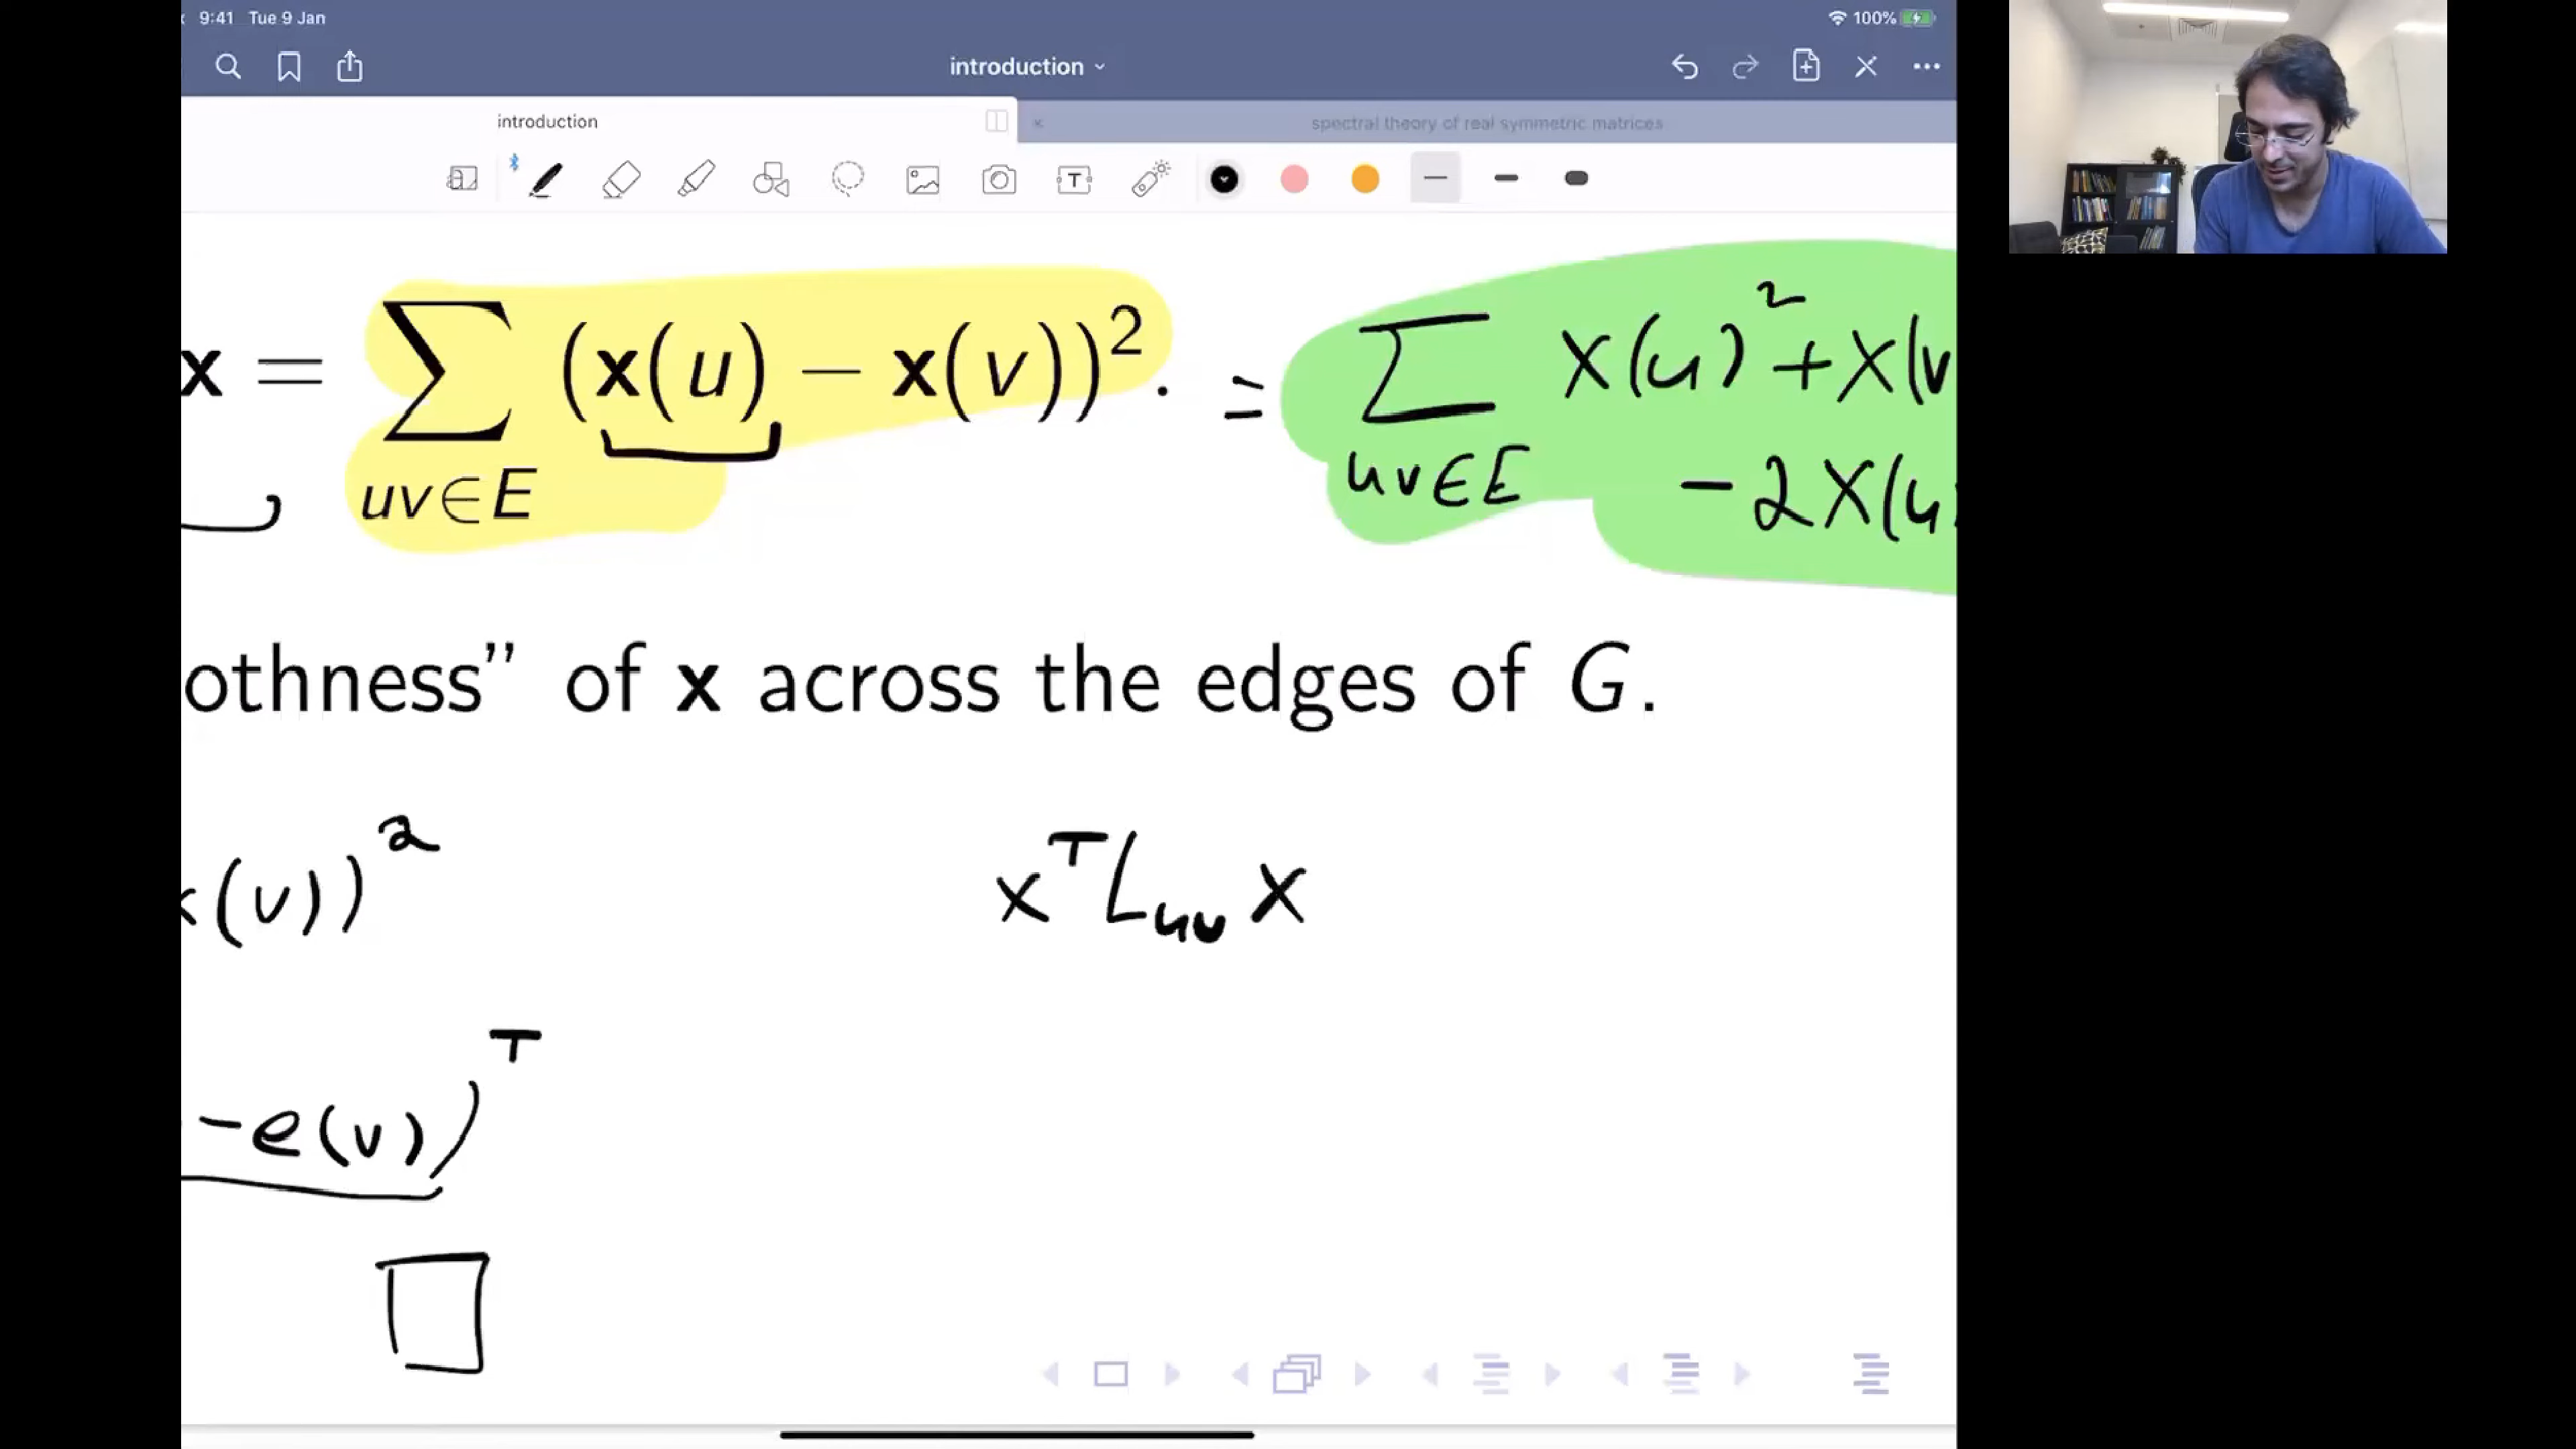 9:41 Tue 9 Jan
100%
introduction
introduction
spectral theory of real symmetric matrices
x = ∑ (x(u) − x(v))². = ∑ x(u)² + x(v
uv∈E
uv∈E
−2x(u)
othness” of x across the edges of G.
x(v))²
xᵀLᵤᵥx
−e(v))ᵀ